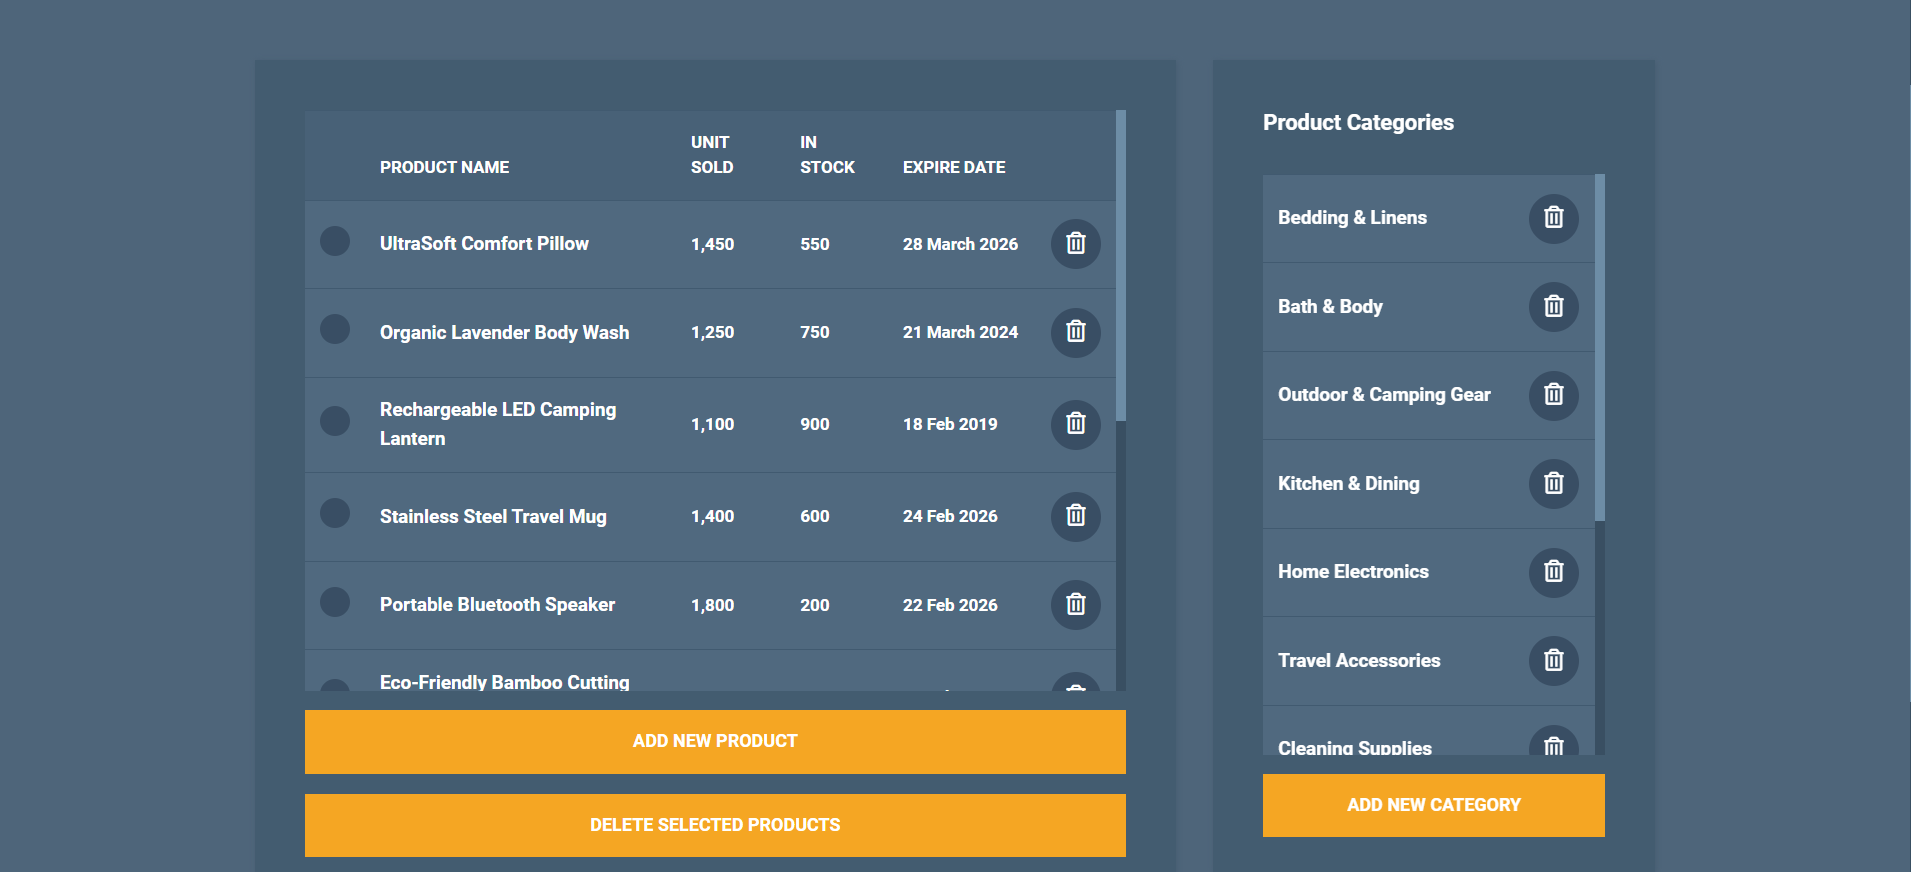 PRODUCT NAME UNIT SOLD IN STOCK EXPIRE DATE
UltraSoft Comfort Pillow 1,450 550 28 March 2026
Organic Lavender Body Wash 1,250 750 21 March 2024
Rechargeable LED Camping
Lantern 1,100 900 18 Feb 2019
Stainless Steel Travel Mug 1,400 600 24 Feb 2026
Portable Bluetooth Speaker 1,800 200 22 Feb 2026
Eco-Friendly Bamboo Cutting
ADD NEW PRODUCT
DELETE SELECTED PRODUCTS
Product Categories
Bedding & Linens
Bath & Body
Outdoor & Camping Gear
Kitchen & Dining
Home Electronics
Travel Accessories
Cleaning Supplies
ADD NEW CATEGORY